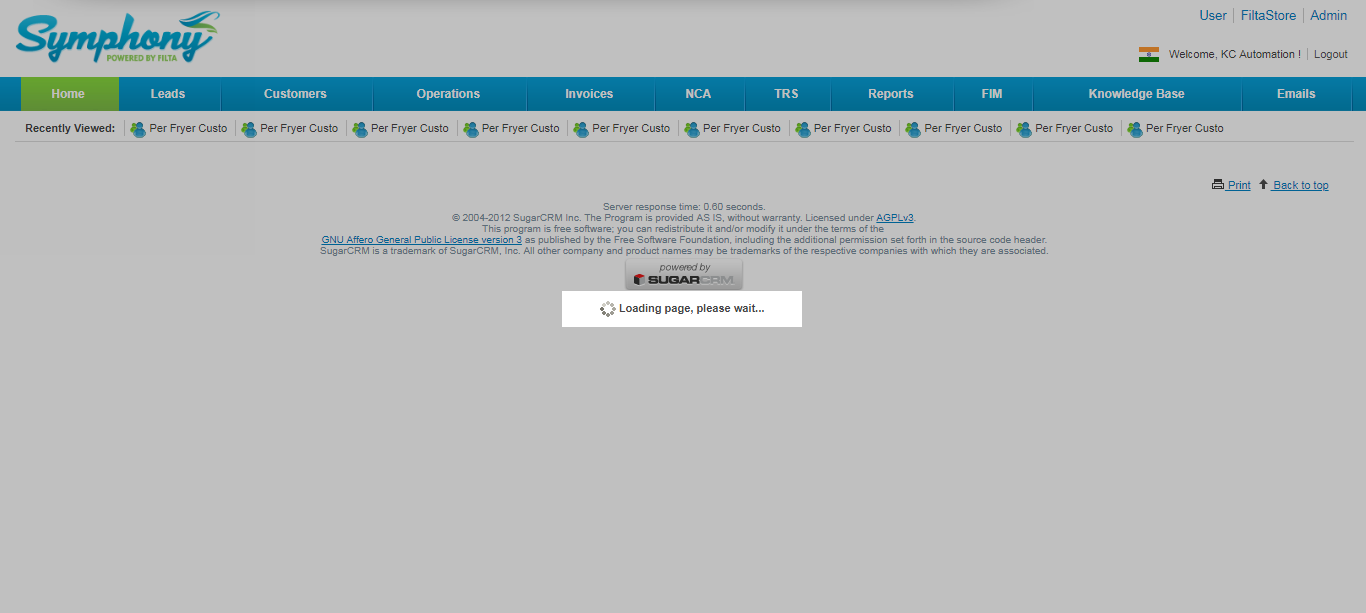 Symphony
POWERED BY FILTA
User FiltaStore Admin
Welcome, KC Automation ! Logout
Home Leads Customers Operations Invoices NCA TRS Reports FIM Knowledge Base Emails
Recently Viewed: Per Fryer Custo Per Fryer Custo Per Fryer Custo Per Fryer Custo Per Fryer Custo Per Fryer Custo Per Fryer Custo Per Fryer Custo Per Fryer Custo Per Fryer Custo
Print Back to top
Server response time: 0.60 seconds.
© 2004-2012 SugarCRM Inc. The Program is provided AS IS, without warranty. Licensed under AGPLv3.
This program is free software; you can redistribute it and/or modify it under the terms of the
GNU Affero General Public License version 3 as published by the Free Software Foundation, including the additional permission set forth in the source code header.
SugarCRM is a trademark of SugarCRM, Inc. All other company and product names may be trademarks of the respective companies with which they are associated.
powered by
SUGARCRM
Loading page, please wait...